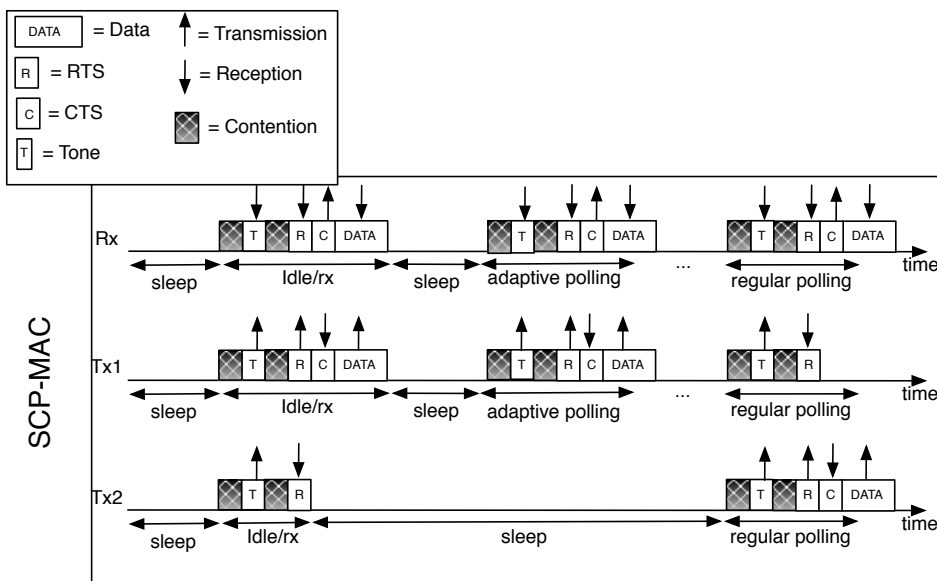 DATA = Data
= Transmission
R = RTS
= Reception
C = CTS
= Contention
T = Tone
SCP-MAC
Rx
T R C DATA T R C DATA T R C DATA
time
sleep Idle/rx sleep adaptive polling ... regular polling
Tx1
T R C DATA T R C DATA T R
time
sleep Idle/rx sleep adaptive polling ... regular polling
Tx2
T R T R C DATA
time
sleep Idle/rx sleep regular polling